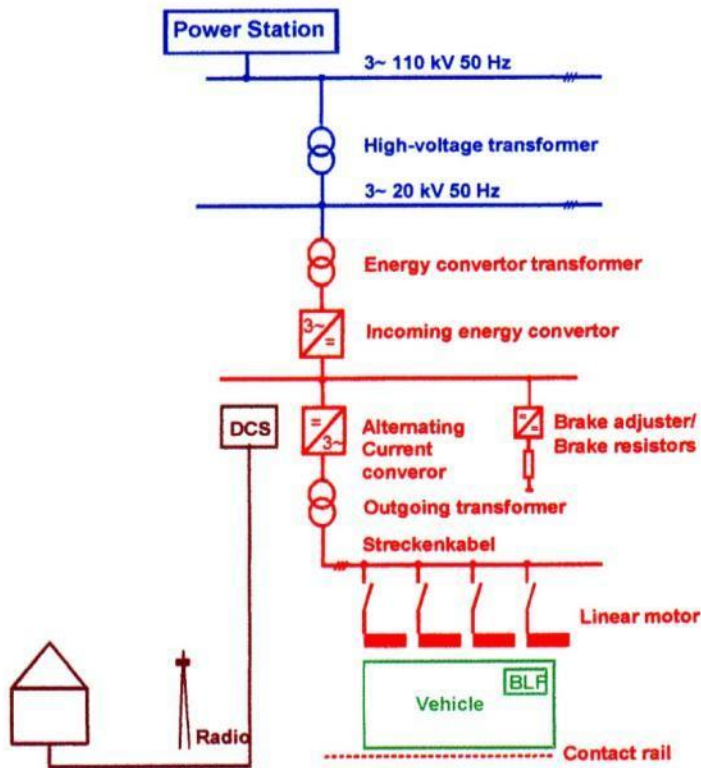 Power Station
3~ 110 kV 50 Hz
High-voltage transformer
3~ 20 kV 50 Hz
Energy convertor transformer
3~
=
Incoming energy convertor
DCS
=
3~
Alternating
Current
converor
=
=
Brake adjuster/
Brake resistors
Outgoing transformer
Streckenkabel
Linear motor
BLF
Vehicle
Radio
Contact rail